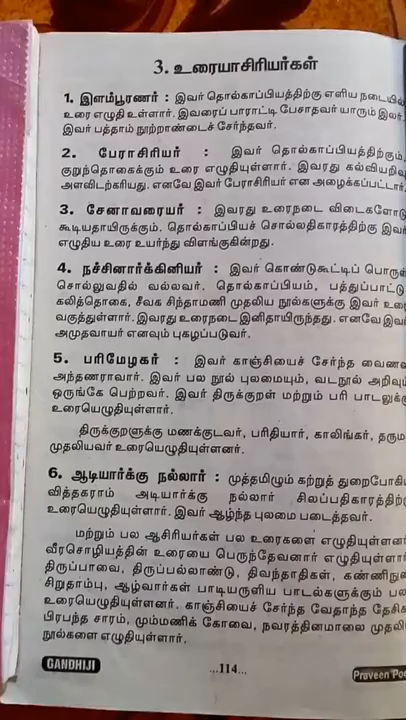 3. உரையாசிரியர்கள்
1. இளம்பூரணர் : இவர் தொல்காப்பியத்திற்கு எளிய நடையில்
உரை எழுதி உள்ளார். இவரைப் பாராட்டி பேசாதவர் யாரும் இலர்.
இவர் பத்தாம் நூற்றாண்டைச் சேர்ந்தவர்.
2. பேராசிரியர் : இவர் தொல்காப்பியத்திற்கும்,
குறுந்தொகைக்கும் உரை எழுதியுள்ளார். இவரது கல்வியறிவு
அளவிடற்கரியது. எனவே இவர் பேராசிரியர் என அழைக்கப்பட்டார்.
3. சேனாவரையர் : இவரது உரைநடை விடைகளோடு
கூடியதாயிருக்கும். தொல்காப்பியச் சொல்லதிகாரத்திற்கு இவர்
எழுதிய உரை உயர்ந்து விளங்குகின்றது.
4. நச்சினார்க்கினியர் : இவர் கொண்டுகூட்டிப் பொருள்
சொல்லுவதில் வல்லவர். தொல்காப்பியம், பத்துப்பாட்டு,
கலித்தொகை, சீவக சிந்தாமணி முதலிய நூல்களுக்கு இவர் உரை
வகுத்துள்ளார். இவரது உரைநடை இனிதாயிருந்தது. எனவே
அமுதவாயர் எனவும் புகழப்படுவர்.
5. பரிமேழகர் : இவர் காஞ்சியைச் சேர்ந்த வைணவ
அந்தணராவார். இவர் பல நூல் புலமையும், வடநூல் அறிவும்
ஒருங்கே பெற்றவர். இவர் திருக்குறள் மற்றும் பரி பாடலுக்கு
உரையெழுதியுள்ளார்.
திருக்குறளுக்கு மணக்குடவர், பரிதியார், காலிங்கர்,
முதலியவர் உரையெழுதியுள்ளனர்.
6. ஆடியார்க்கு நல்லார் : முத்தமிழும் கற்றுத்
வித்தகராம் அடியார்க்கு நல்லார் சிலப்பதிகாரத்திற்கு
உரையெழுதியுள்ளார். இவர் ஆழ்ந்த புலமை படைத்தவர்.
மற்றும் பல ஆசிரியர்கள் பல உரைகளை எழுதியுள்ளனர்.
வீரசொழியத்தின் உரையை பெருந்தேவனார் எழுதியுள்ளார்.
திருப்பாவை, திருப்பல்லாண்டு, திவந்தாதிகள்,
சிறுதாம்பு, ஆழ்வார்கள் பாடியருளிய பாடல்களுக்கும்
உரையெழுதியுள்ளனர். காஞ்சியைச் சேர்ந்த வேதாந்த
பிரபந்த சாரம், மும்மணிக் கோவை, நவரத்தினமாலை
நூல்களை எழுதியுள்ளார்.
GANDHIJI
...114...
Praveen